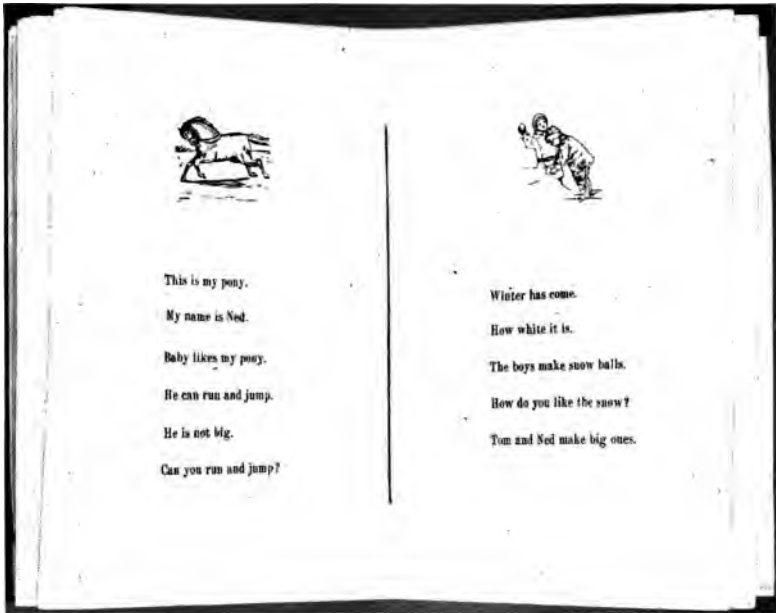 This is my pony.
My name is Ned.
Baby likes my pony.
He can run and jump.
He is not big.
Can you run and jump?
Winter has come.
How white it is.
The boys make snow balls.
How do you like the snow?
Tom and Ned make big ones.